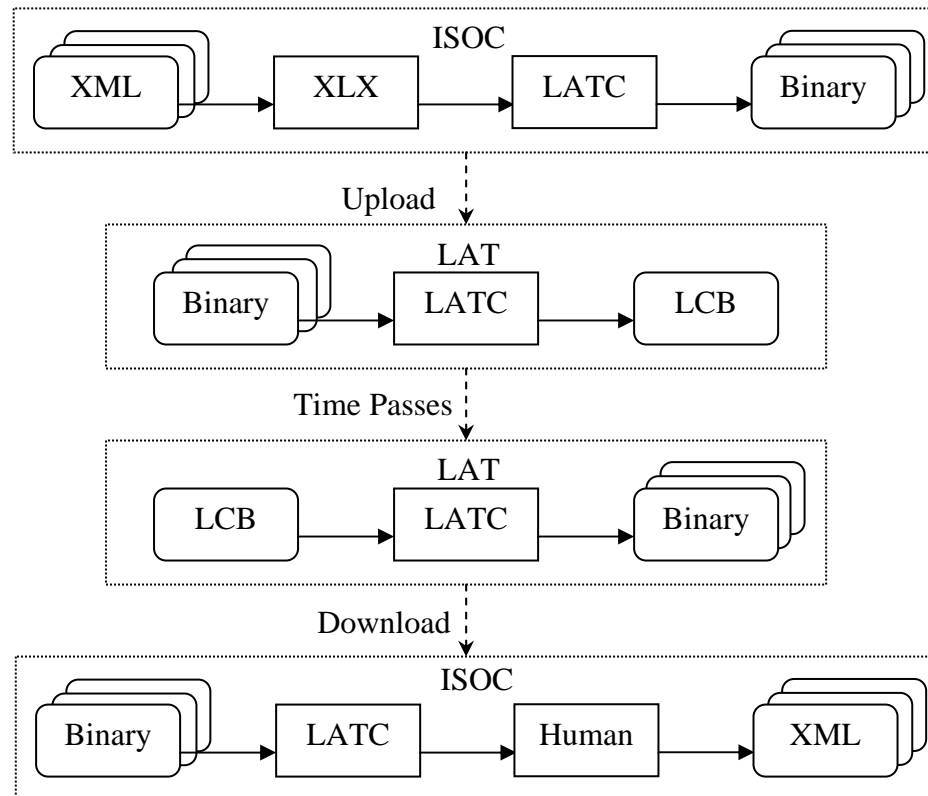 ISOC
XML XLX LATC Binary
Upload
LAT
Binary LATC LCB
Time Passes
LAT
LCB LATC Binary
Download
ISOC
Binary LATC Human XML